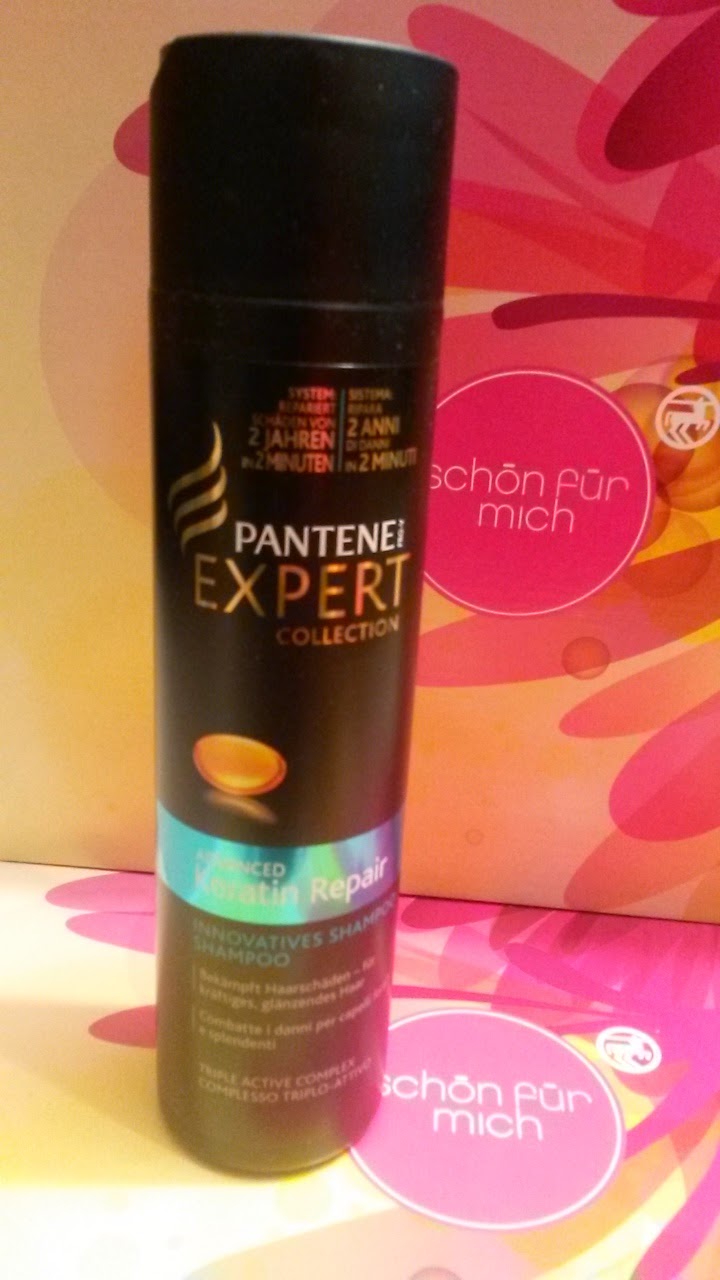 SYSTEM:
REPARIERT
SCHÄDEN VON
2 JAHREN
IN 2 MINUTEN
SISTEMA:
RIPARA
2 ANNI
DI DANNI
IN 2 MINUTI
PANTENE PRO-V
EXPERT
COLLECTION
ADVANCED
Keratin Repair
INNOVATIVES SHAMPOO
SHAMPOO
Bekämpft Haarschäden – für
kräftiges, glänzendes Haar
Combatte i danni per capelli
e splendenti
TRIPLE ACTIVE COMPLEX
COMPLESSO TRIPLO-ATTIVO
schön für
mich
schön für
mich